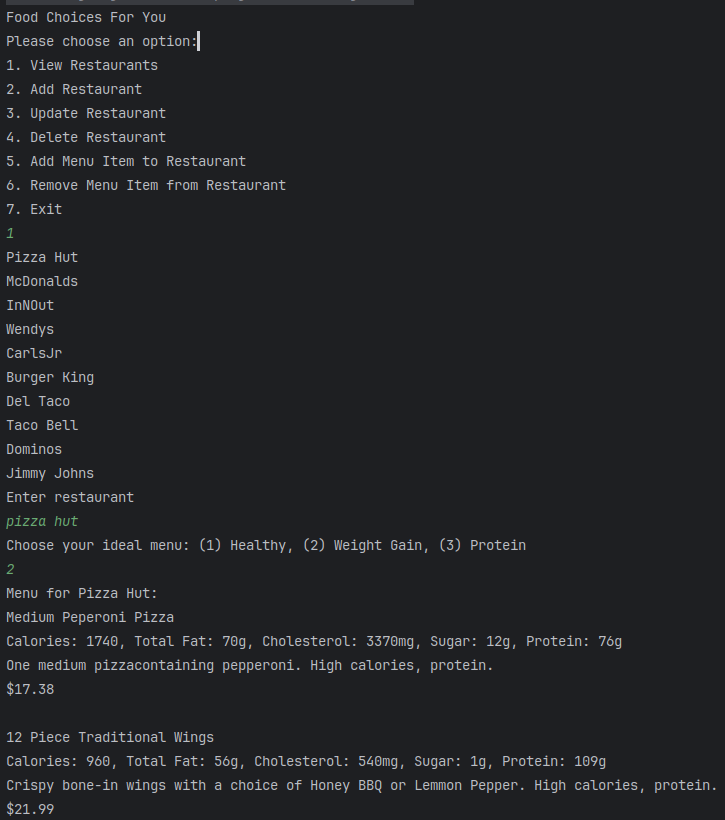 Food Choices For You
Please choose an option:
1. View Restaurants
2. Add Restaurant
3. Update Restaurant
4. Delete Restaurant
5. Add Menu Item to Restaurant
6. Remove Menu Item from Restaurant
7. Exit
1
Pizza Hut
McDonalds
InNOut
Wendys
CarlsJr
Burger King
Del Taco
Taco Bell
Dominos
Jimmy Johns
Enter restaurant
pizza hut
Choose your ideal menu: (1) Healthy, (2) Weight Gain, (3) Protein
2
Menu for Pizza Hut:
Medium Peperoni Pizza
Calories: 1740, Total Fat: 70g, Cholesterol: 3370mg, Sugar: 12g, Protein: 76g
One medium pizzacontaining pepperoni. High calories, protein.
$17.38
12 Piece Traditional Wings
Calories: 960, Total Fat: 56g, Cholesterol: 540mg, Sugar: 1g, Protein: 109g
Crispy bone-in wings with a choice of Honey BBQ or Lemmon Pepper. High calories, protein.
$21.99